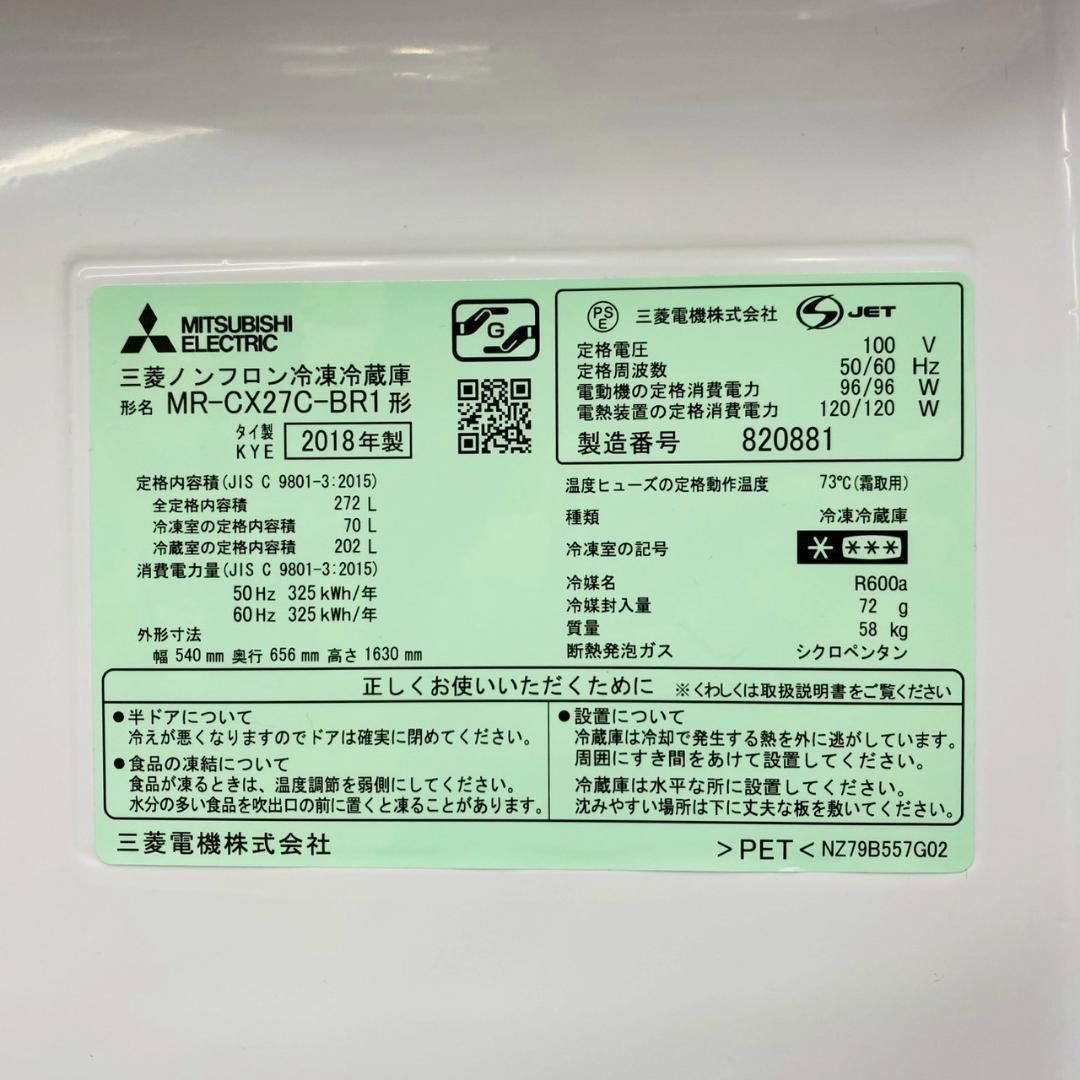 MITSUBISHI
ELECTRIC
G
三菱ノンフロン冷凍冷蔵庫
形名 MR-CX27C-BR1形
タイ製
KYE 2018年製
定格内容積(JIS C 9801-3:2015)
全定格内容積 272 L
冷凍室の定格内容積 70 L
冷蔵室の定格内容積 202 L
消費電力量(JIS C 9801-3:2015)
50Hz 325kWh/年
60Hz 325kWh/年
外形寸法
幅 540mm 奥行 656mm 高さ 1630mm
PSE 三菱電機株式会社 S JET
定格電圧 100 V
定格周波数 50/60 Hz
電動機の定格消費電力 96/96 W
電熱装置の定格消費電力 120/120 W
製造番号 820881
温度ヒューズの定格動作温度 73℃(霜取用)
種類 冷凍冷蔵庫
冷凍室の記号 * ***
冷媒名 R600a
冷媒封入量 72 g
質量 58 kg
断熱発泡ガス シクロペンタン
正しくお使いいただくために ※くわしくは取扱説明書をご覧ください
●半ドアについて
冷えが悪くなりますのでドアは確実に閉めてください。
●食品の凍結について
食品が凍るときは、温度調節を弱側にしてください。
水分の多い食品を吹出口の前に置くと凍ることがあります。
●設置について
冷蔵庫は冷却で発生する熱を外に逃がしています。
周囲にすき間をあけて設置してください。
冷蔵庫は水平な所に設置してください。
沈みやすい場所は下に丈夫な板を敷いてください。
三菱電機株式会社
>PET< NZ79B557G02